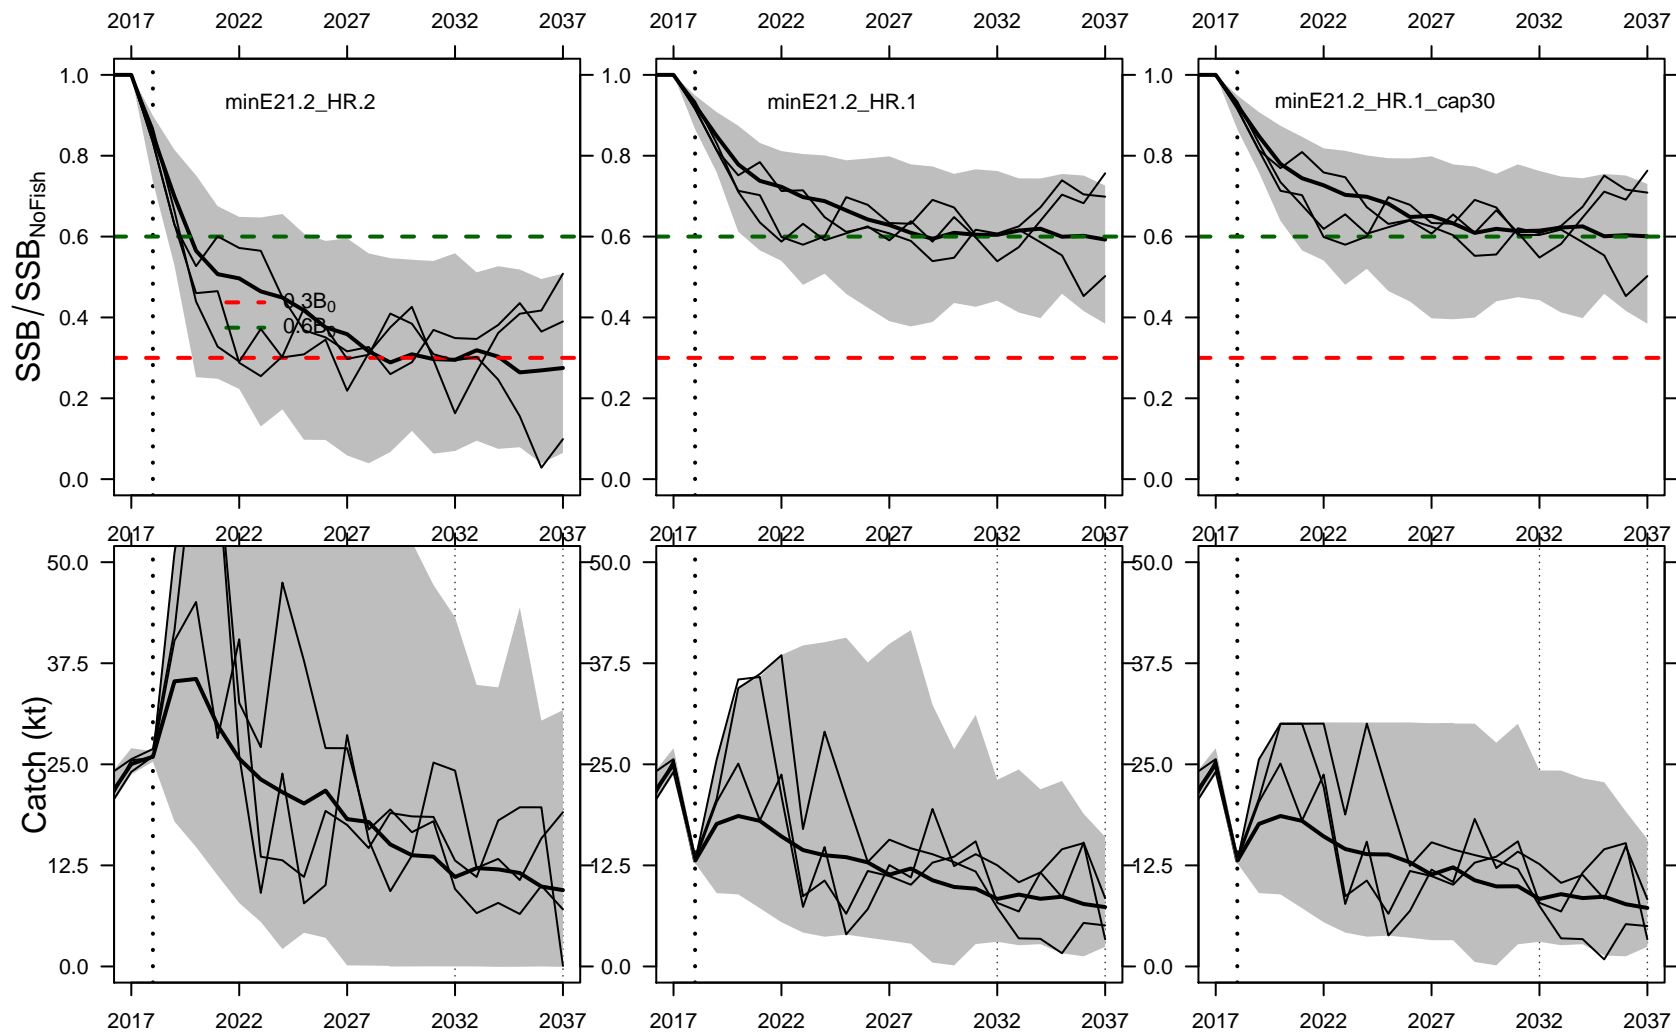 2017 2022 2027 2032 2037 2017 2022 2027 2032 2037 2017 2022 2027 2032 2037
SSB / SSB_NoFish
1.0 0.8 0.6 0.4 0.2 0.0
minE21.2_HR.2
0.3B0
0.6B0
1.0 0.8 0.6 0.4 0.2 0.0
minE21.2_HR.1
1.0 0.8 0.6 0.4 0.2 0.0
minE21.2_HR.1_cap30
2017 2022 2027 2032 2037 2017 2022 2027 2032 2037 2017 2022 2027 2032 2037
Catch (kt)
50.0 37.5 25.0 12.5 0.0
50.0 37.5 25.0 12.5 0.0
50.0 37.5 25.0 12.5 0.0
2017 2022 2027 2032 2037 2017 2022 2027 2032 2037 2017 2022 2027 2032 2037